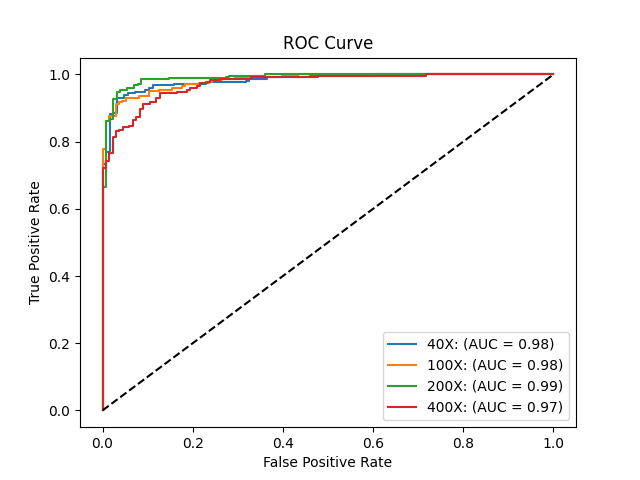 ROC Curve
True Positive Rate
1.0
0.8
0.6
0.4
0.2
0.0
40X: (AUC = 0.98)
100X: (AUC = 0.98)
200X: (AUC = 0.99)
400X: (AUC = 0.97)
0.0 0.2 0.4 0.6 0.8 1.0
False Positive Rate